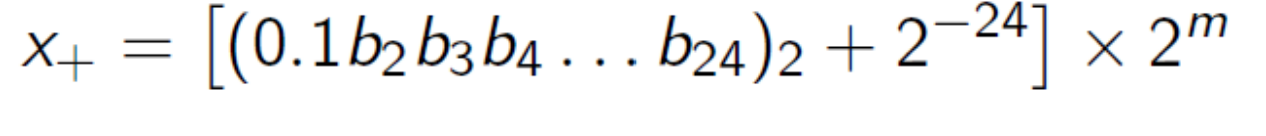 x₊ = [(0.1b₂b₃b₄ … b₂₄)₂ + 2⁻²⁴] × 2ᵐ